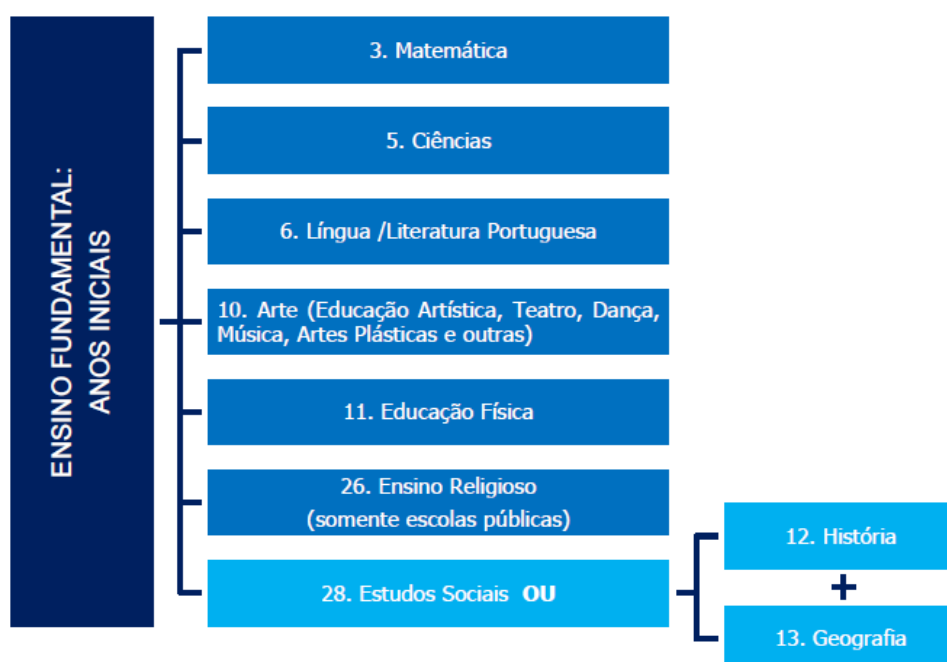 ENSINO FUNDAMENTAL:
ANOS INICIAIS
3. Matemática
5. Ciências
6. Língua /Literatura Portuguesa
10. Arte (Educação Artística, Teatro, Dança,
Música, Artes Plásticas e outras)
11. Educação Física
26. Ensino Religioso
(somente escolas públicas)
28. Estudos Sociais OU
12. História
+
13. Geografia